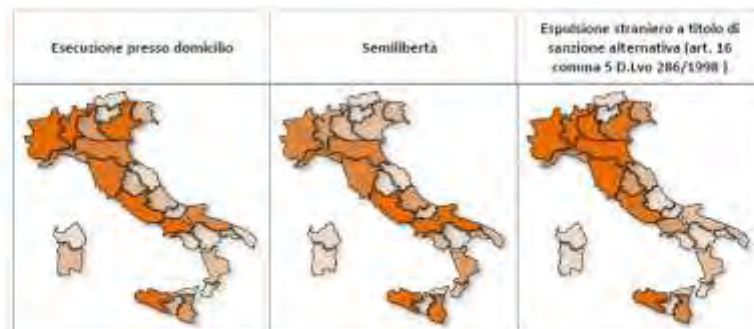 Esecuzione presso domicilio
Semilibertà
Espulsione straniero a titolo di
sanzione alternativa (art. 16
comma 5 D.Lvo 286/1998 )